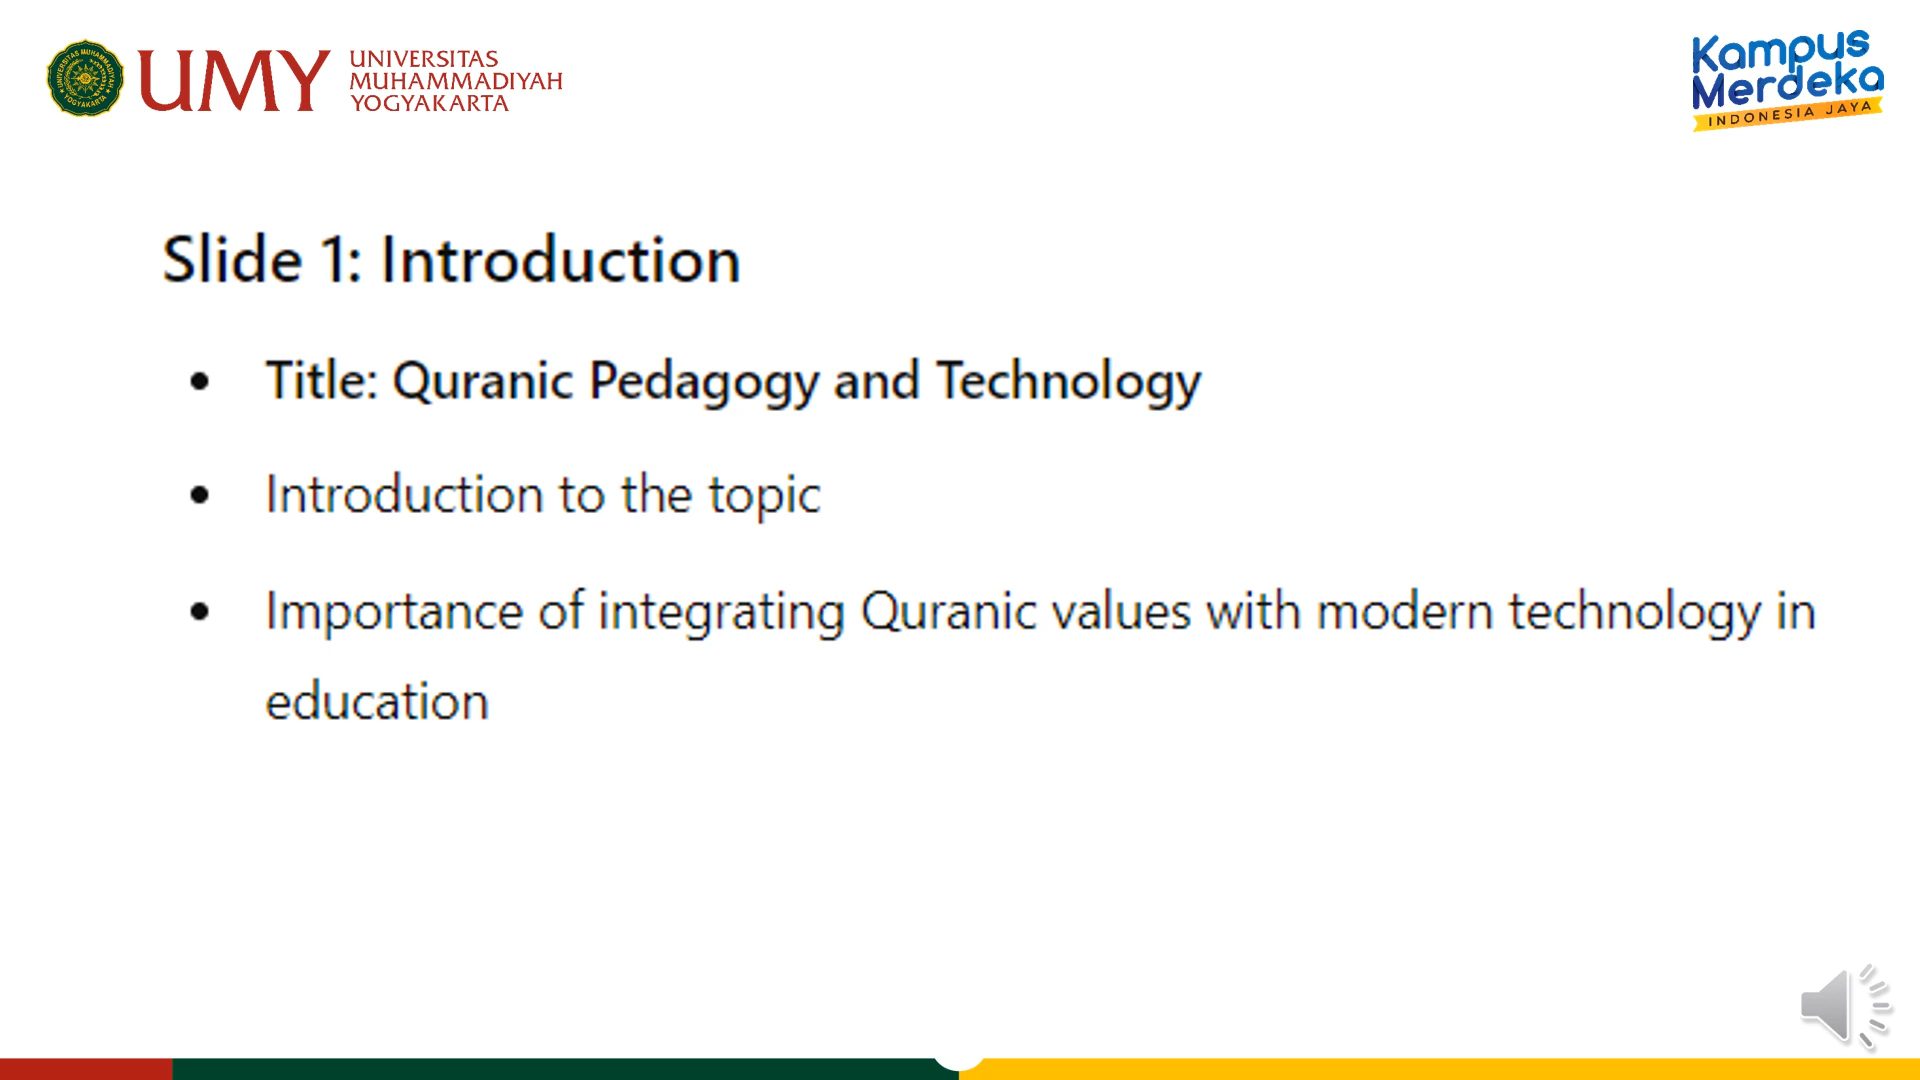 UMY
UNIVERSITAS
MUHAMMADIYAH
YOGYAKARTA
Kampus
Merdeka
INDONESIA JAYA
Slide 1: Introduction
• Title: Quranic Pedagogy and Technology
• Introduction to the topic
• Importance of integrating Quranic values with modern technology in
education